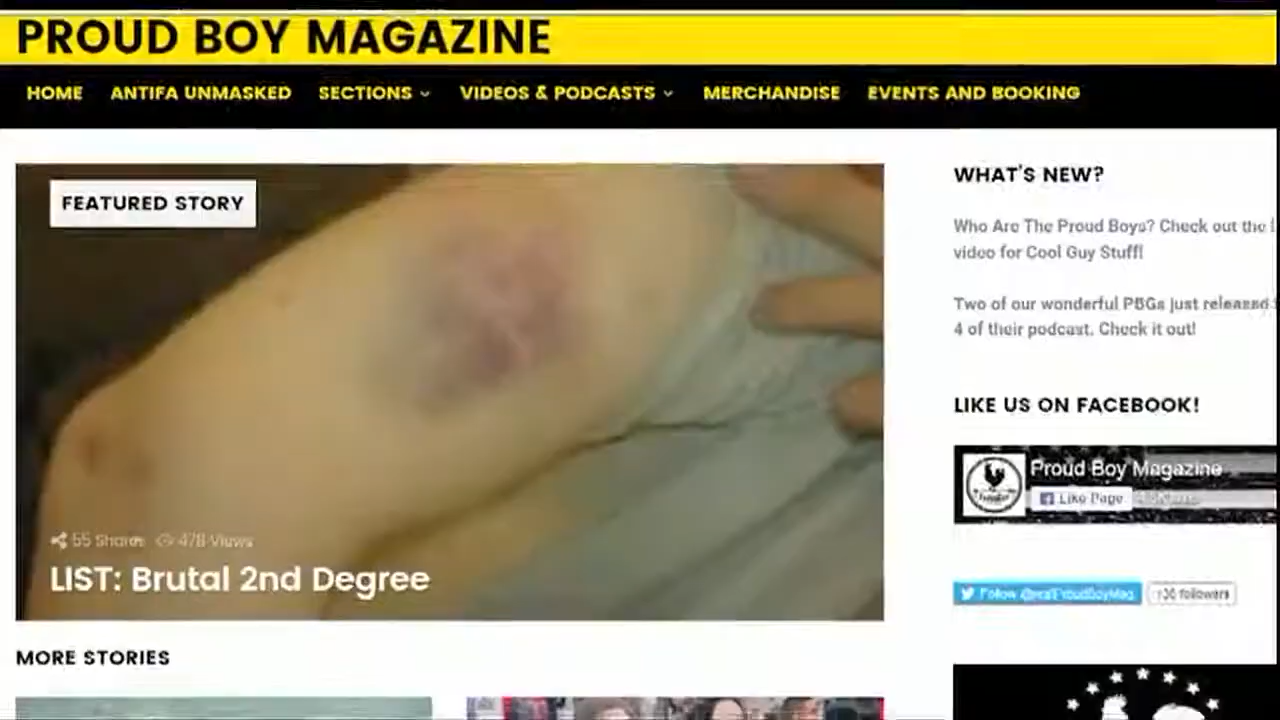 PROUD BOY MAGAZINE
HOME ANTIFA UNMASKED SECTIONS VIDEOS & PODCASTS MERCHANDISE EVENTS AND BOOKING
FEATURED STORY
55 Shares 478 Views
LIST: Brutal 2nd Degree
MORE STORIES
WHAT'S NEW?
Who Are The Proud Boys? Check out the
video for Cool Guy Stuff!
Two of our wonderful PBGs just released
4 of their podcast. Check it out!
LIKE US ON FACEBOOK!
Proud Boy Magazine
Like Page
Follow @realProudBoyMag
followers